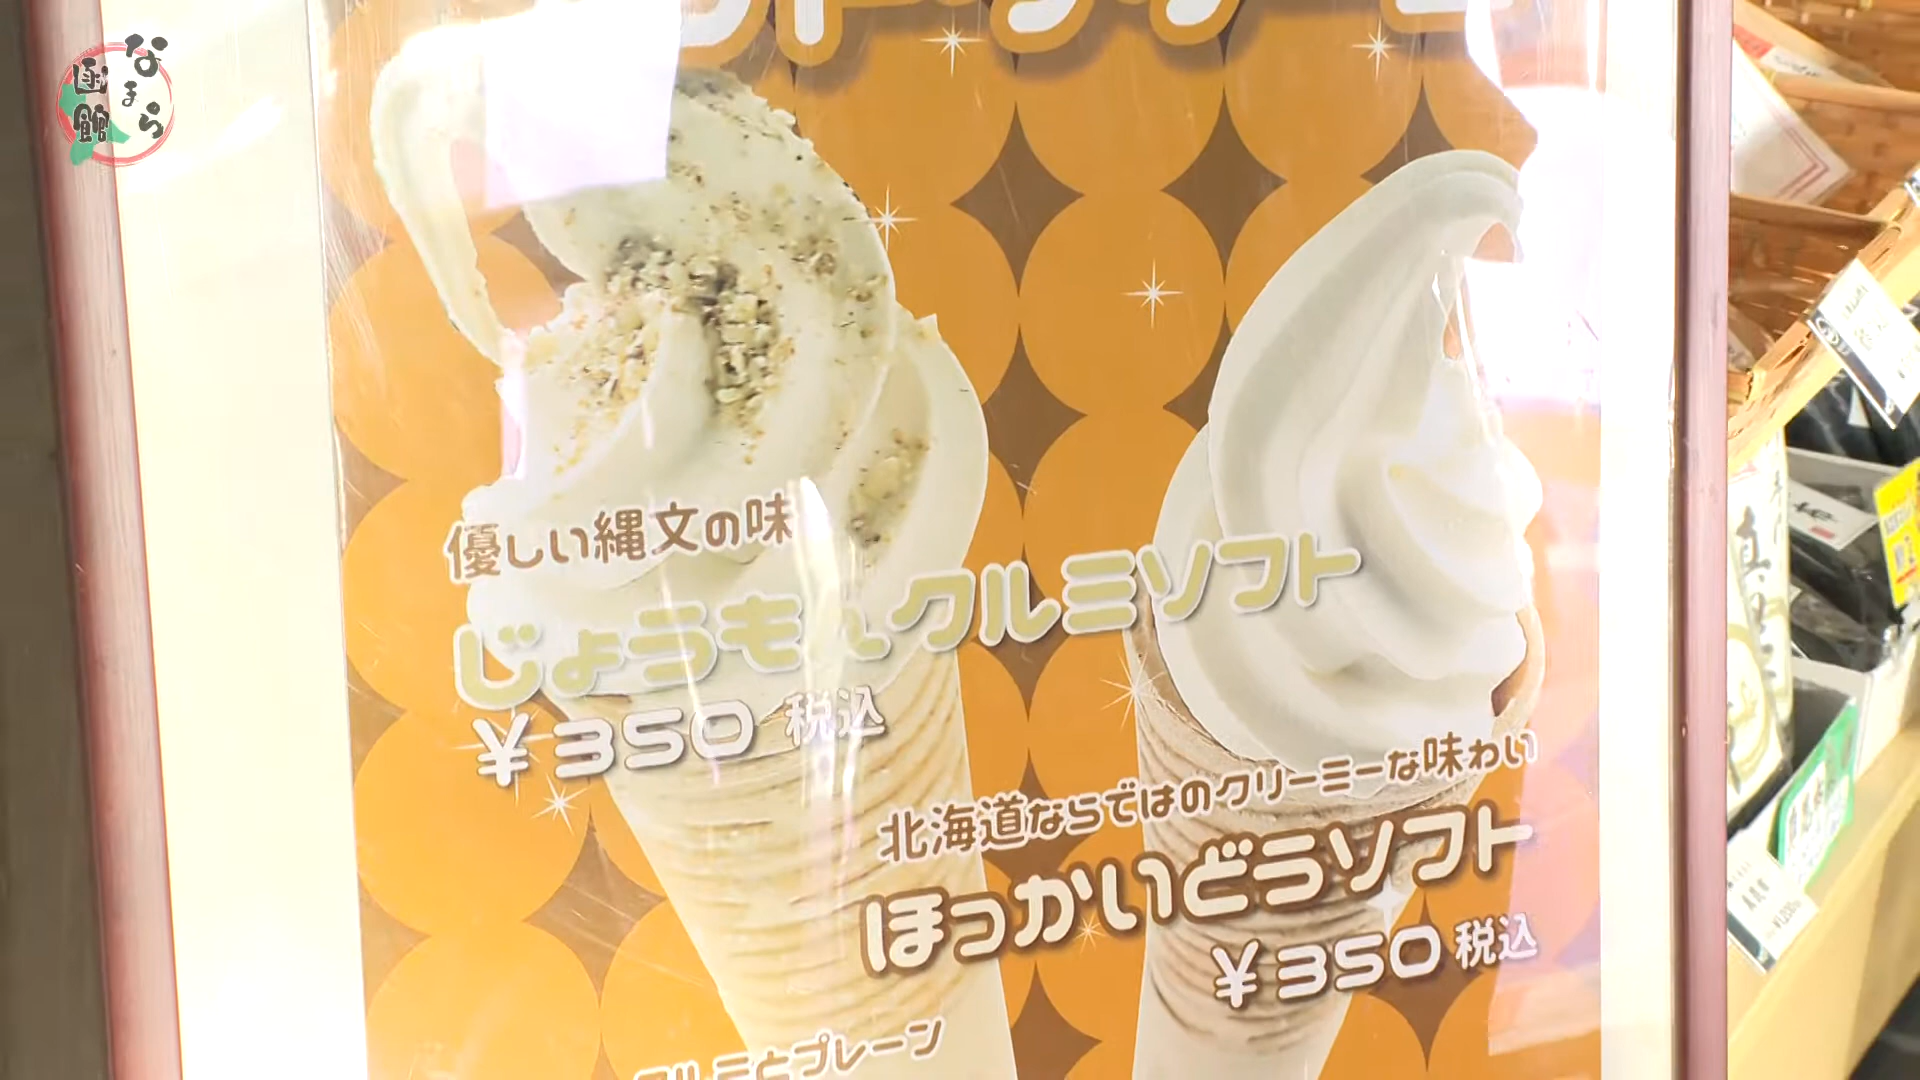 なまら
函館
優しい縄文の味
じょうもんクルミソフト
￥350 税込
北海道ならではのクリーミーな味わい
ほっかいどうソフト
￥350 税込
クルミとプレーン